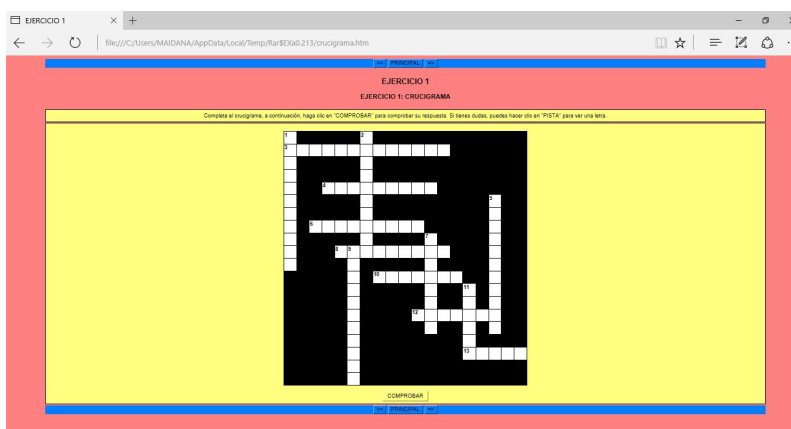 EJERCICIO 1
file:///C:/Users/MAIDANA/AppData/Local/Temp/Rar$EXa0.213/crucigrama.htm
<= PRINCIPAL =>
EJERCICIO 1
EJERCICIO 1: CRUCIGRAMA
Completa el crucigrama, a continuación, haga clic en "COMPROBAR" para comprobar su respuesta. Si tienes dudas, puedes hacer clic en "PISTA" para ver una letra.
1 2
3
4
5
6
7
8 9
10
11
12
13
COMPROBAR
<= PRINCIPAL =>